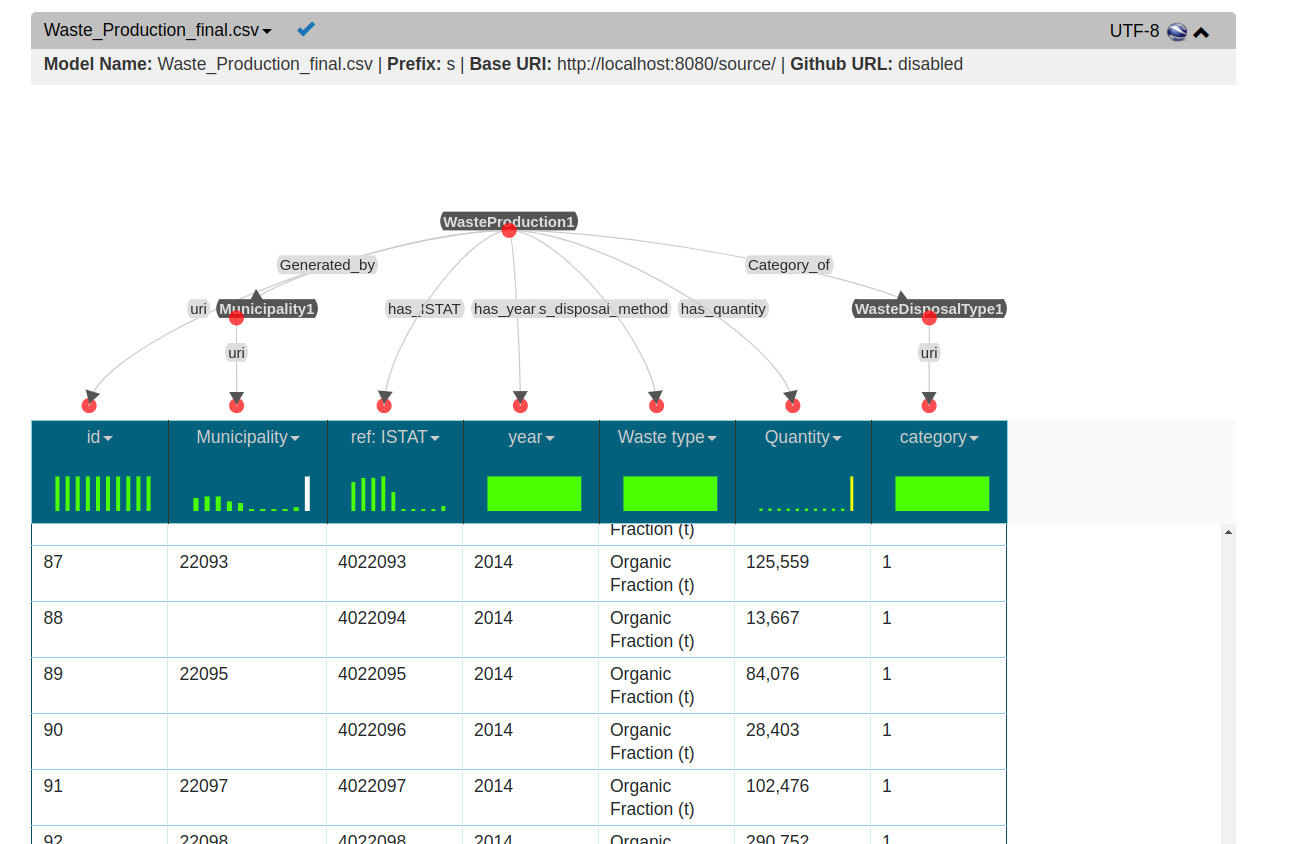 Waste_Production_final.csv UTF-8
Model Name: Waste_Production_final.csv | Prefix: s | Base URI: http://localhost:8080/source/ | Github URL: disabled
WasteProduction1
Generated_by Category_of
uri Municipality1 has_ISTAT has_year s_disposal_method has_quantity WasteDisposalType1
uri uri
id Municipality ref: ISTAT year Waste type Quantity category
Fraction (t)
87 22093 4022093 2014 Organic 125,559 1
Fraction (t)
88 4022094 2014 Organic 13,667 1
Fraction (t)
89 22095 4022095 2014 Organic 84,076 1
Fraction (t)
90 4022096 2014 Organic 28,403 1
Fraction (t)
91 22097 4022097 2014 Organic 102,476 1
Fraction (t)
92 22098 4022098 2014 Organic 290,752 1